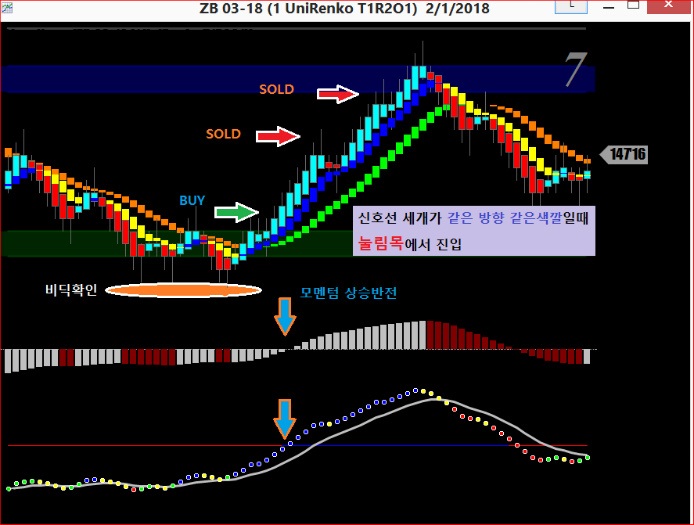 ZB 03-18 (1 UniRenko T1R2O1) 2/1/2018
7
SOLD
SOLD
147'16
BUY
신호선 세개가 같은 방향 같은색깔일때
눌림목에서 진입
비딕확인
모멘텀 상승반전